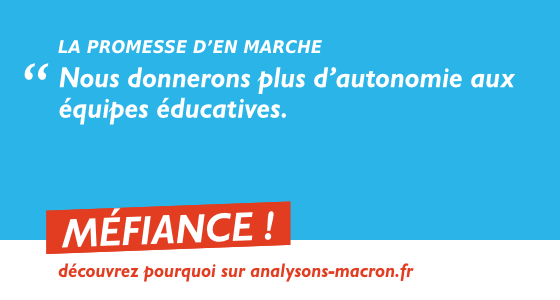 LA PROMESSE D’EN MARCHE
“ Nous donnerons plus d’autonomie aux
équipes éducatives.
MÉFIANCE !
découvrez pourquoi sur analysons-macron.fr